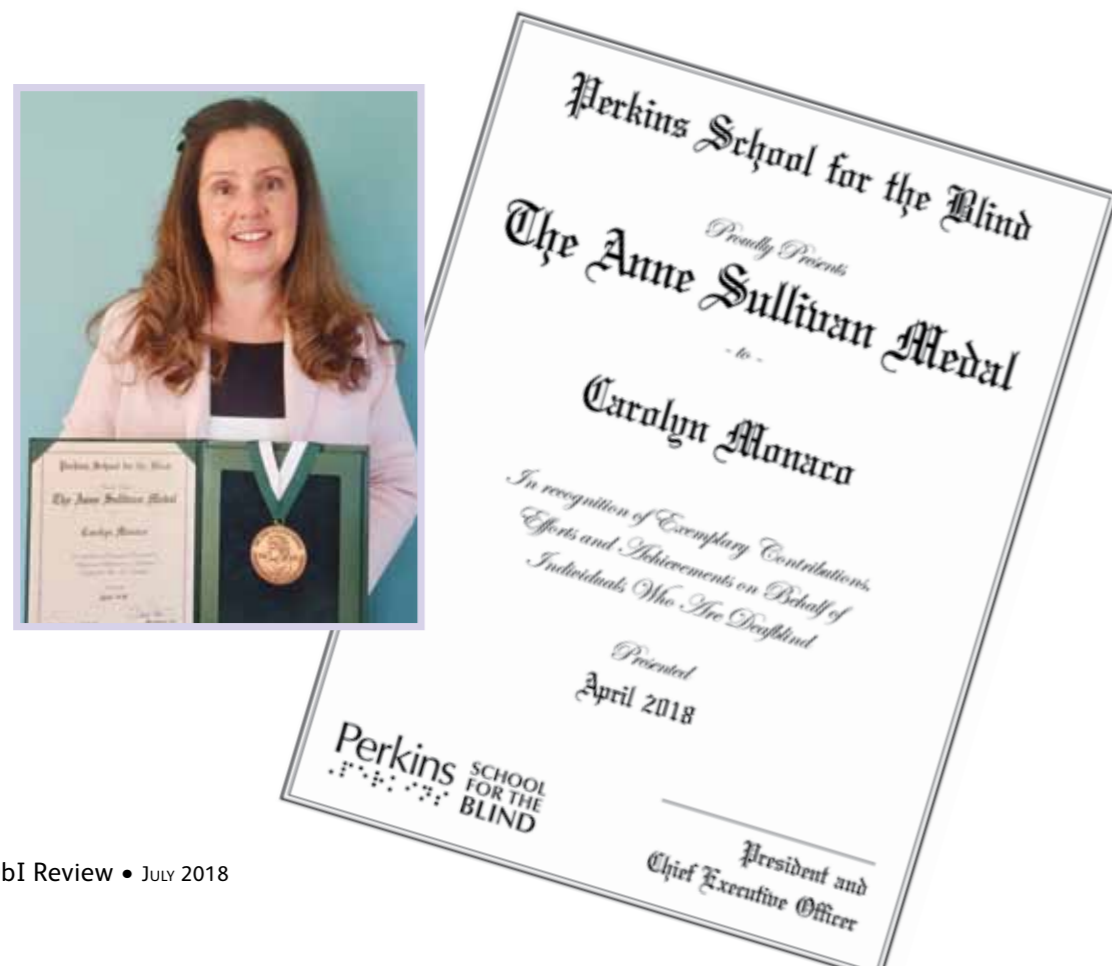 Perkins School for the Blind
Proudly Presents
The Anne Sullivan Medal
- to -
Carolyn Monaco
In recognition of Exemplary Contributions,
Efforts and Achievements on Behalf of
Individuals Who Are Deafblind
Presented
April 2018
Perkins SCHOOL
FOR THE
BLIND
President and
Chief Executive Officer
Perkins School for the Blind
The Anne Sullivan Medal
Carolyn Monaco
bI Review • JULY 2018